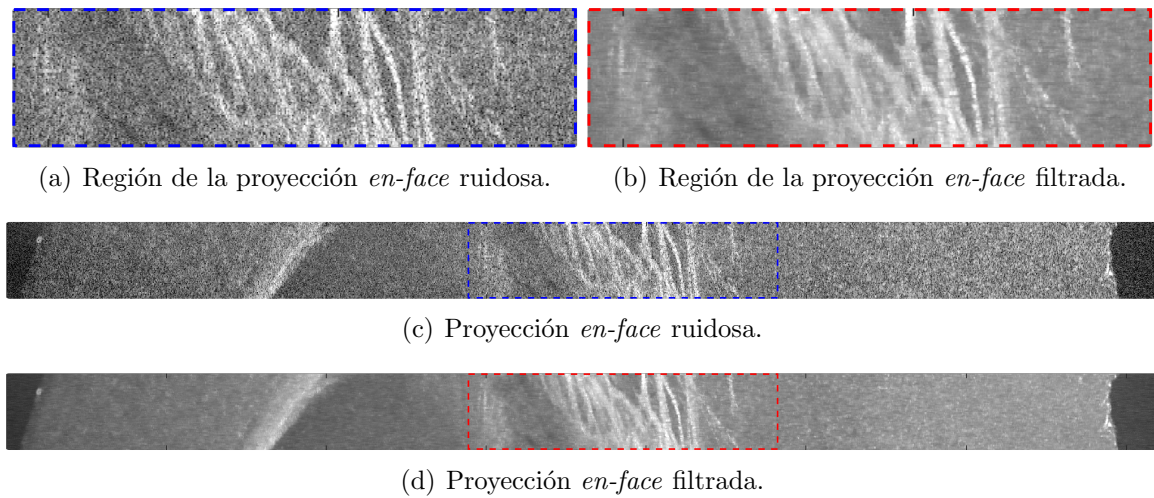 (a) Región de la proyección en-face ruidosa.
(b) Región de la proyección en-face filtrada.
(c) Proyección en-face ruidosa.
(d) Proyección en-face filtrada.